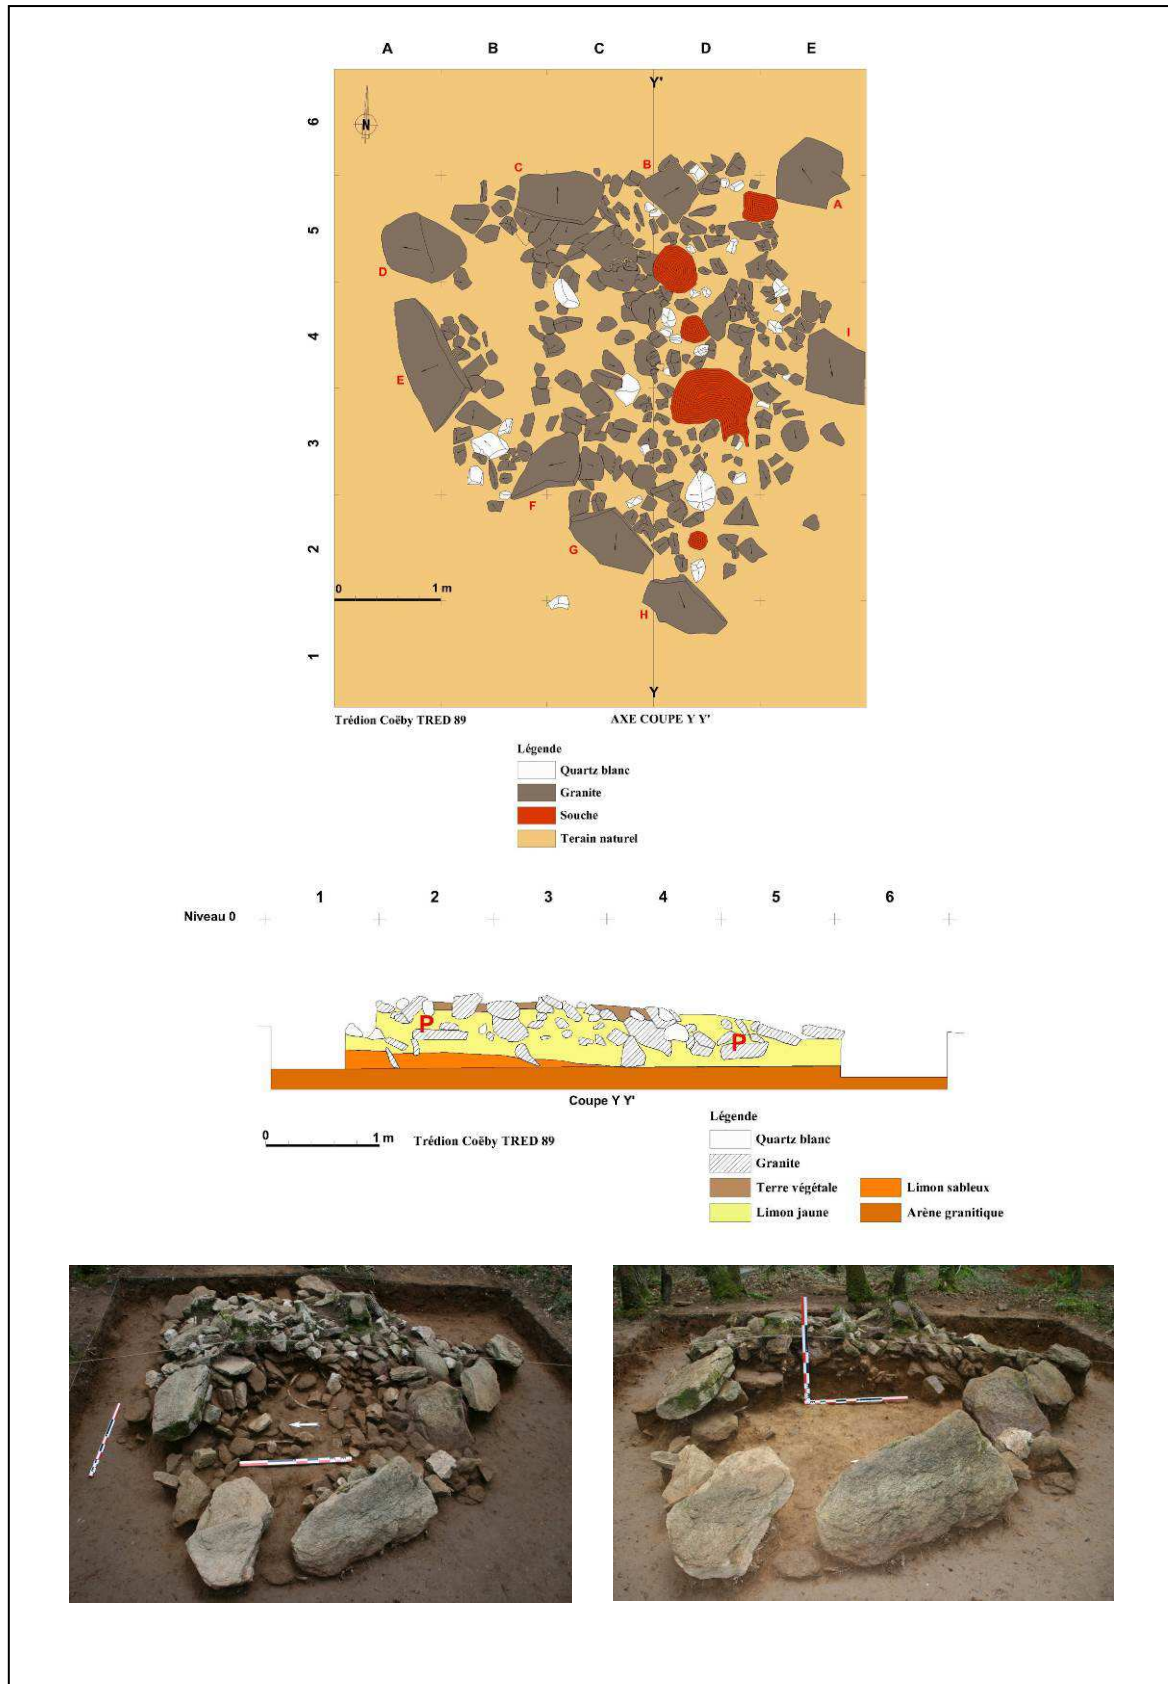 A B C D E
Y'
6
N
C B
A
5
D
4
I
E
3
F
2
G
0 1 m
H
1
Y
Trédion Coëby TRED 89 AXE COUPE Y Y'
Légende
Quartz blanc
Granite
Souche
Terain naturel
1 2 3 4 5 6
Niveau 0
P P
Coupe Y Y'
0 1 m Trédion Coëby TRED 89
Légende
Quartz blanc
Granite
Terre végétale Limon sableux
Limon jaune Arène granitique